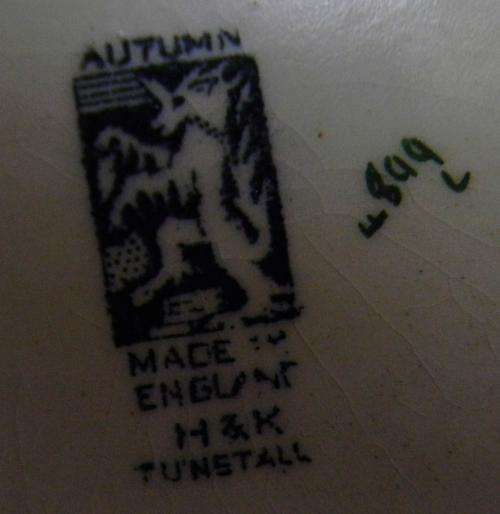 AUTUMN
MADE IN
ENGLAND
H & K
TUNSTALL